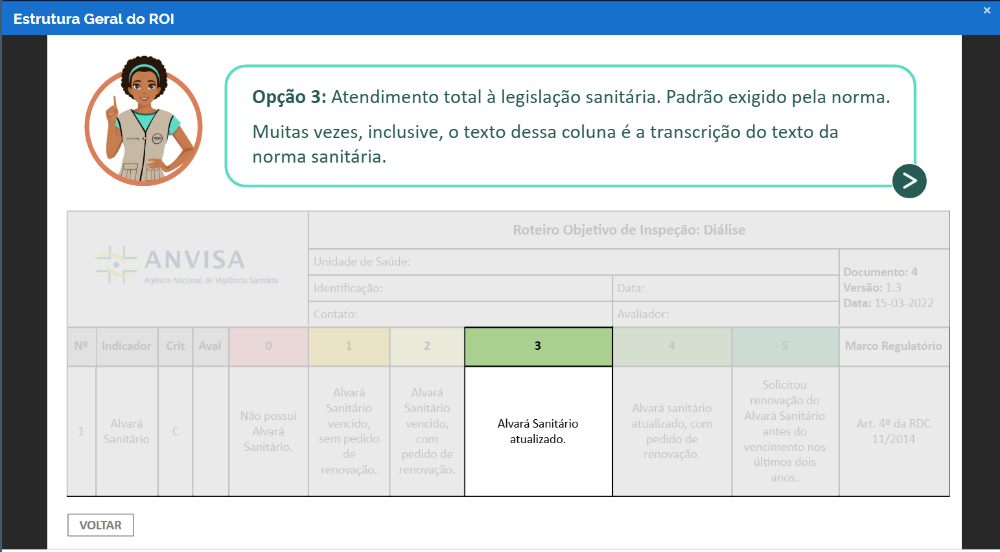 Estrutura Geral do ROI
×
Opção 3: Atendimento total à legislação sanitária. Padrão exigido pela norma.
Muitas vezes, inclusive, o texto dessa coluna é a transcrição do texto da
norma sanitária.
>
VISA
ANVISA
Agência Nacional de Vigilância Sanitária
Roteiro Objetivo de Inspeção: Diálise
Unidade de Saúde:
Identificação:
Data:
Contato:
Avaliador:
Documento: 4
Versão: 1.3
Data: 15-03-2022
Nº
Indicador
Crit
Aval
0
1
2
3
4
5
Marco Regulatório
1
Alvará
Sanitário
C
Não possui
Alvará
Sanitário.
Alvará
Sanitário
vencido,
sem pedido
de
renovação.
Alvará
Sanitário
vencido,
com
pedido de
renovação.
Alvará Sanitário
atualizado.
Alvará sanitário
atualizado, com
pedido de
renovação.
Solicitou
renovação do
Alvará Sanitário
antes do
vencimento nos
últimos dois
anos.
Art. 4º da RDC
11/2014
VOLTAR